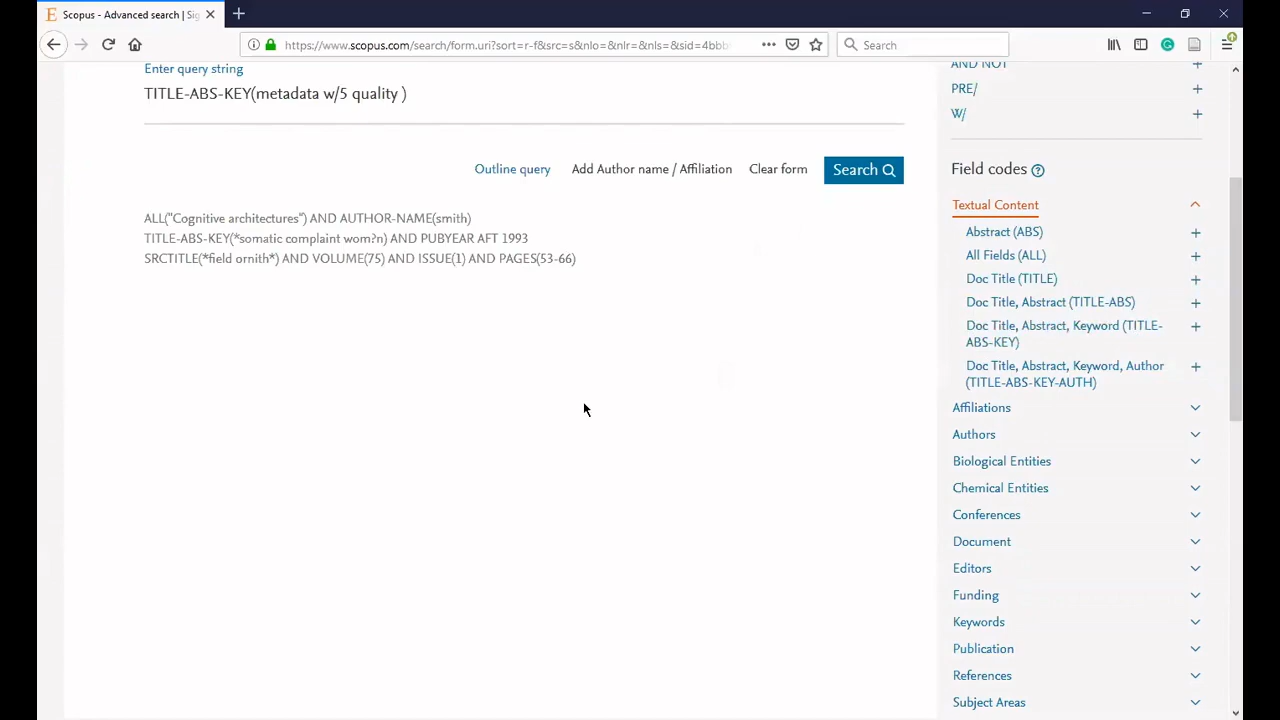 Scopus - Advanced search | Sig
https://www.scopus.com/search/form.uri?sort=r-f&src=s&nlo=&nlr=&nls=&sid=4bbb
Search
Enter query string
TITLE-ABS-KEY(metadata w/5 quality )
Outline query
Add Author name / Affiliation
Clear form
Search
ALL("Cognitive architectures") AND AUTHOR-NAME(smith)
TITLE-ABS-KEY(*somatic complaint wom?n) AND PUBYEAR AFT 1993
SRCTITLE(*field ornith*) AND VOLUME(75) AND ISSUE(1) AND PAGES(53-66)
AND NOT
PRE/
W/
Field codes
Textual Content
Abstract (ABS)
All Fields (ALL)
Doc Title (TITLE)
Doc Title, Abstract (TITLE-ABS)
Doc Title, Abstract, Keyword (TITLE-
ABS-KEY)
Doc Title, Abstract, Keyword, Author
(TITLE-ABS-KEY-AUTH)
Affiliations
Authors
Biological Entities
Chemical Entities
Conferences
Document
Editors
Funding
Keywords
Publication
References
Subject Areas